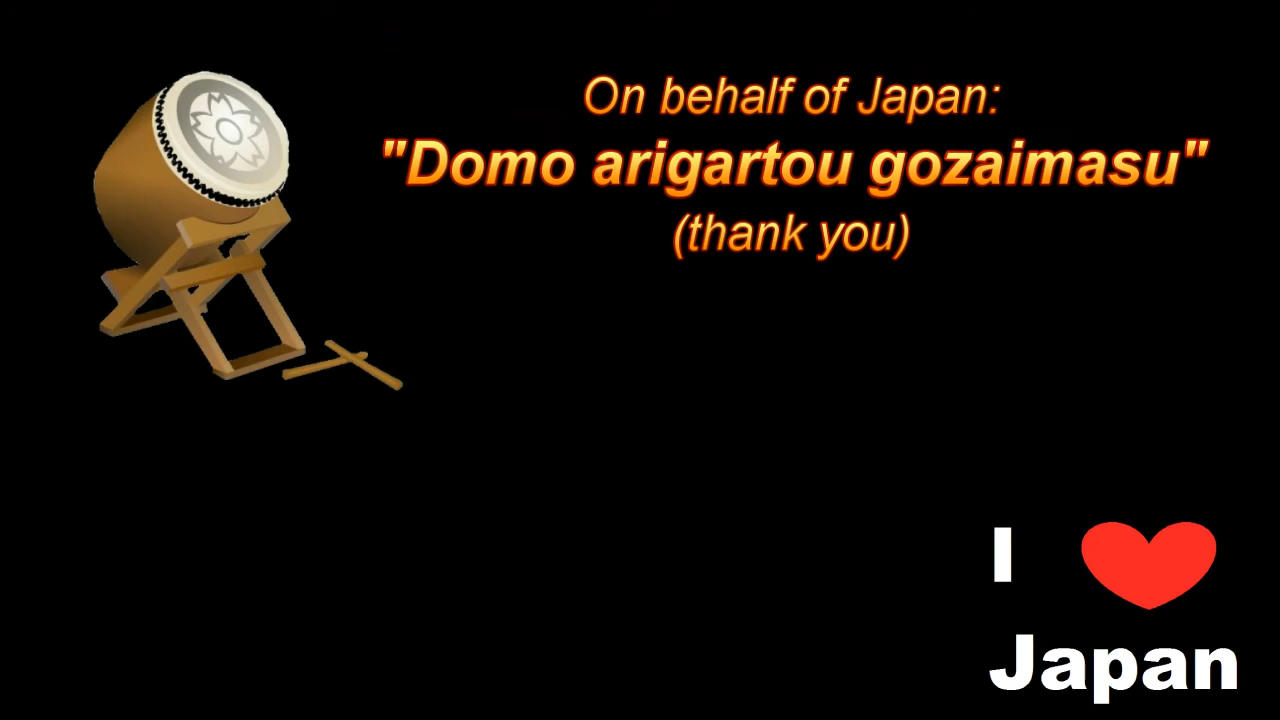 On behalf of Japan:
"Domo arigartou gozaimasu"
(thank you)
I
Japan